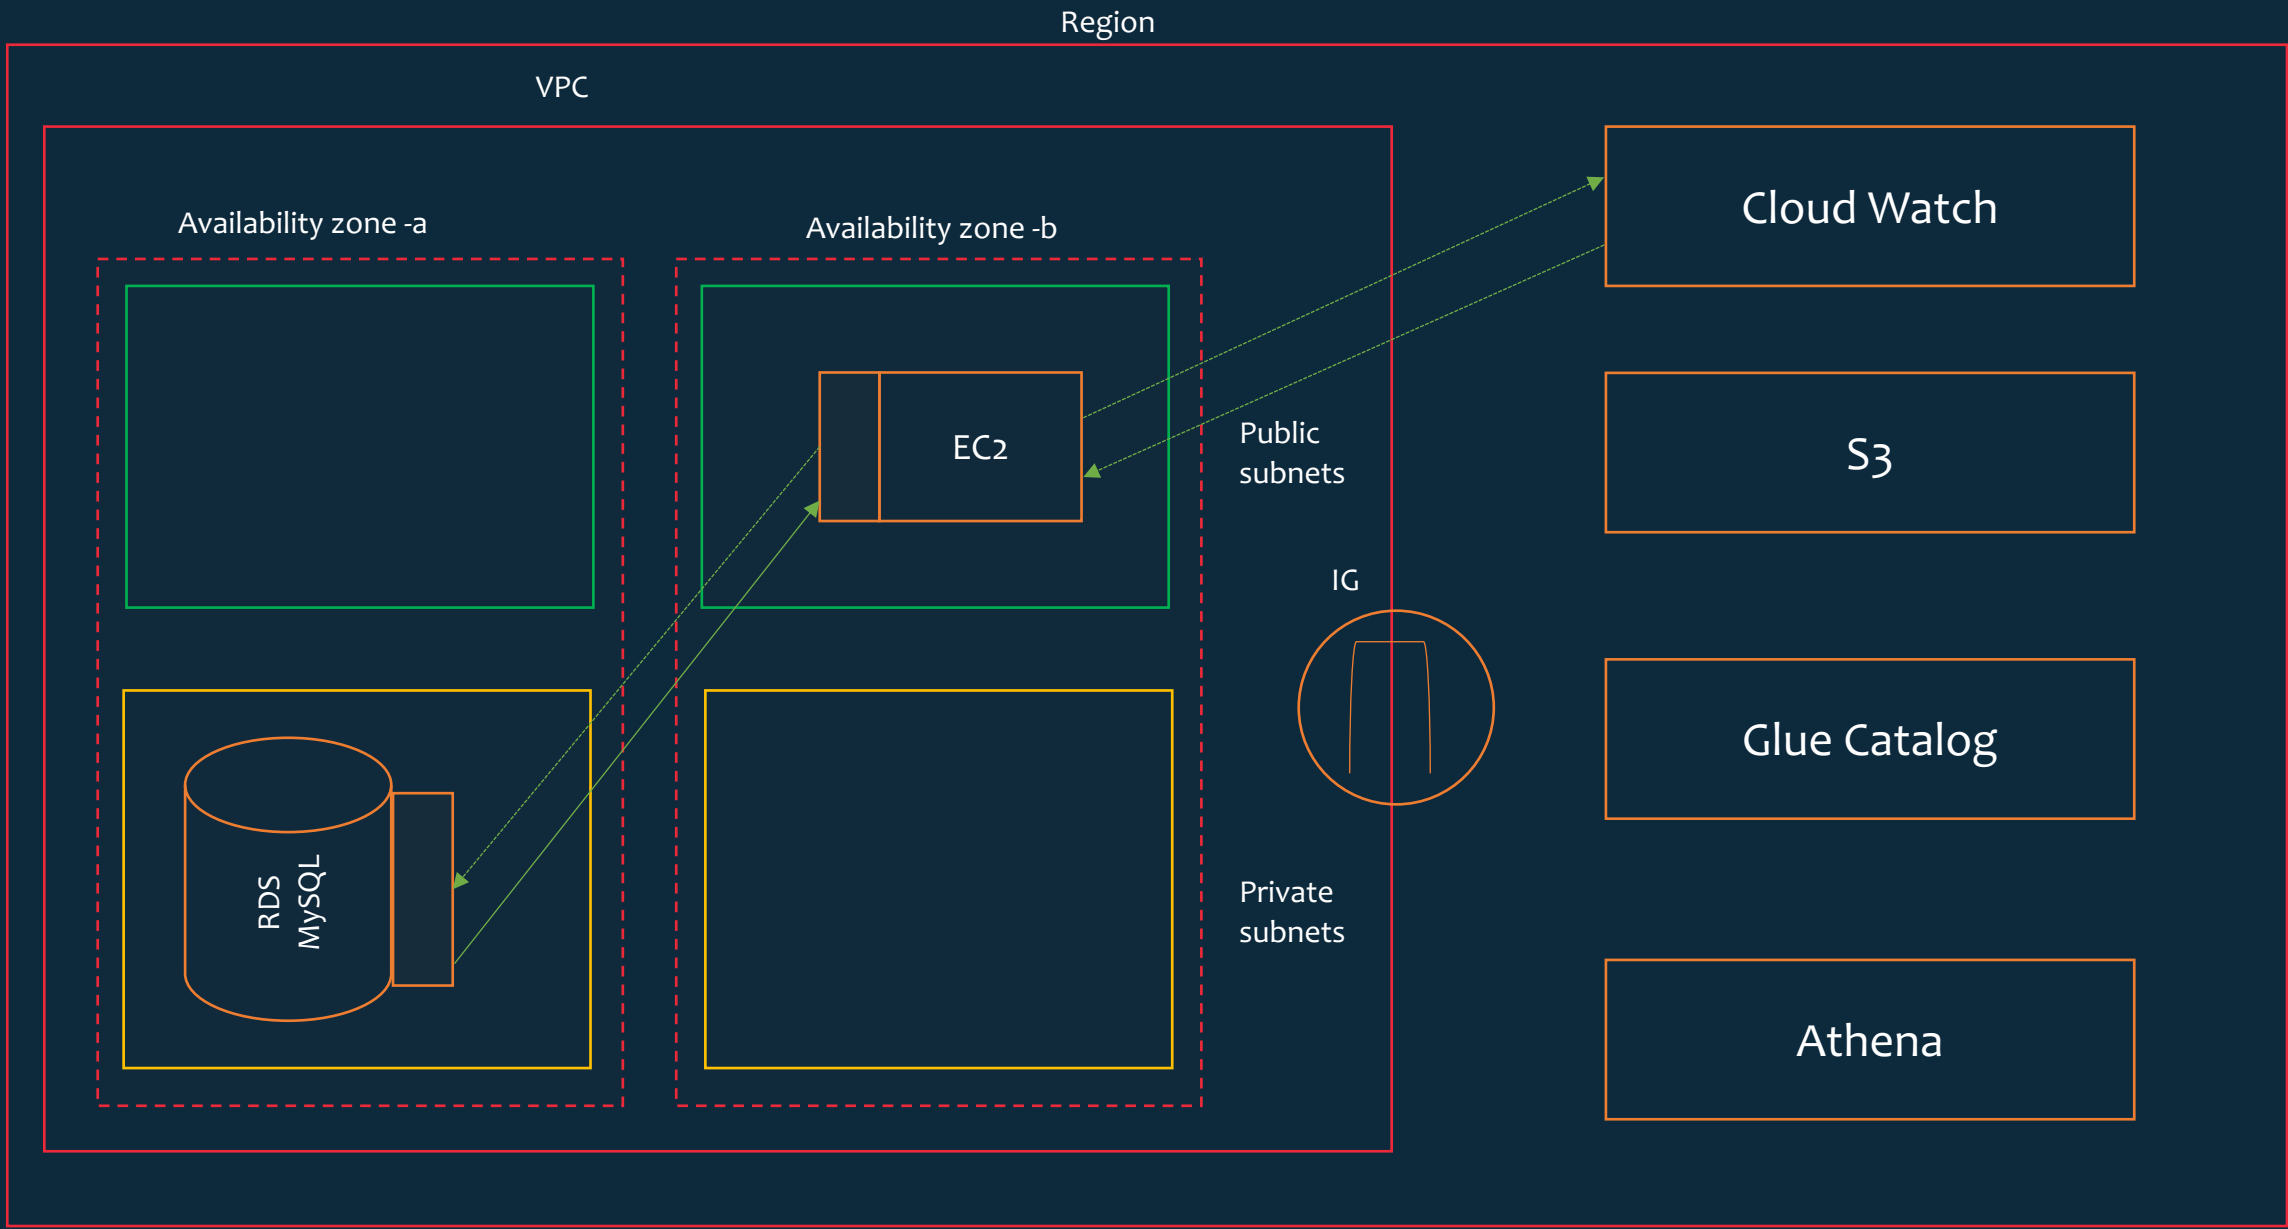 Region
VPC
Availability zone -a
Availability zone -b
Cloud Watch
EC2
Public
subnets
S3
IG
Glue Catalog
RDS
MySQL
Private
subnets
Athena